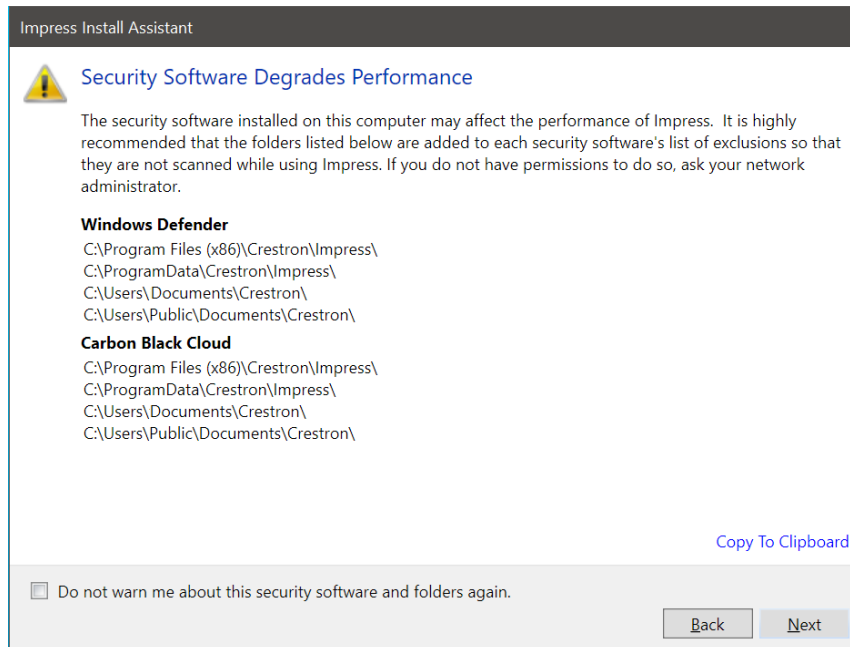 Impress Install Assistant
Security Software Degrades Performance
The security software installed on this computer may affect the performance of Impress.  It is highly
recommended that the folders listed below are added to each security software's list of exclusions so that
they are not scanned while using Impress. If you do not have permissions to do so, ask your network
administrator.
Windows Defender
C:\Program Files (x86)\Crestron\Impress\
C:\ProgramData\Crestron\Impress\
C:\Users\Documents\Crestron\
C:\Users\Public\Documents\Crestron\
Carbon Black Cloud
C:\Program Files (x86)\Crestron\Impress\
C:\ProgramData\Crestron\Impress\
C:\Users\Documents\Crestron\
C:\Users\Public\Documents\Crestron\
Copy To Clipboard
Do not warn me about this security software and folders again.
Back Next